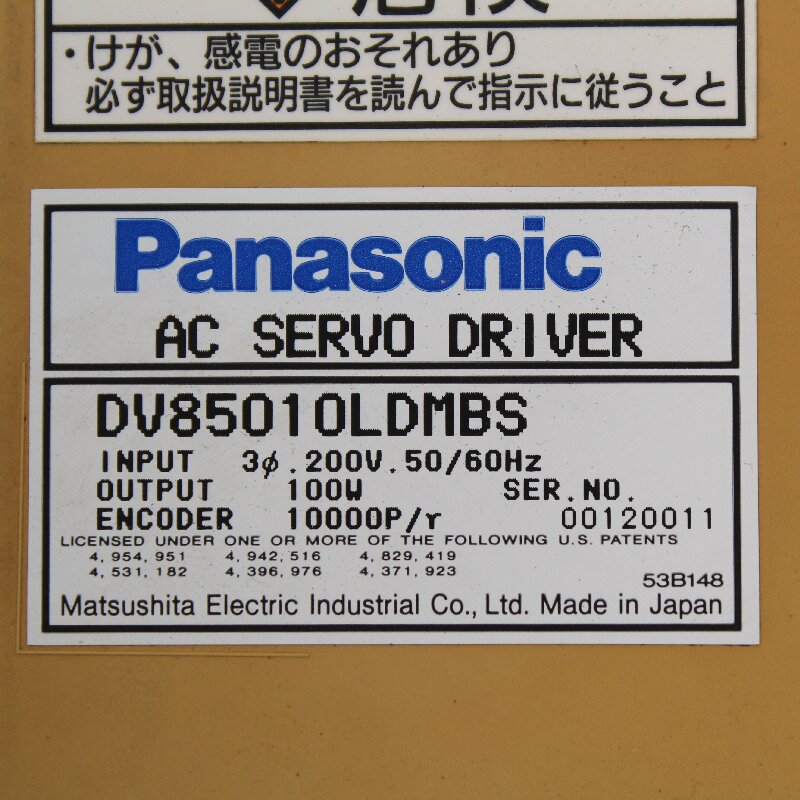 危険
・けが、感電のおそれあり
必ず取扱説明書を読んで指示に従うこと
Panasonic
AC SERVO DRIVER
DV85010LDMBS
INPUT 3φ.200V.50/60Hz
OUTPUT 100W SER.NO.
ENCODER 10000P/r 00120011
LICENSED UNDER ONE OR MORE OF THE FOLLOWING U.S. PATENTS
4,954,951 4,942,516 4,829,419
4,531,182 4,396,976 4,371,923
53B148
Matsushita Electric Industrial Co., Ltd. Made in Japan